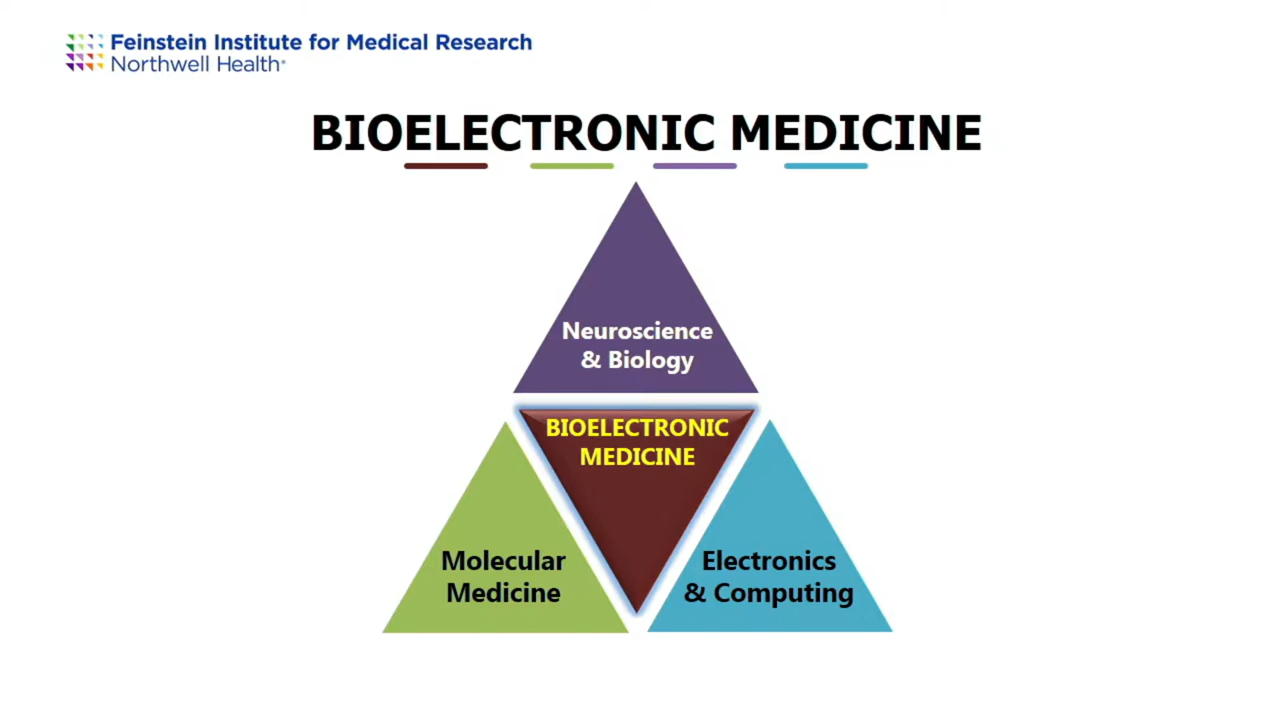 Feinstein Institute for Medical Research
Northwell Health®
BIOELECTRONIC MEDICINE
Neuroscience
& Biology
BIOELECTRONIC
MEDICINE
Molecular
Medicine
Electronics
& Computing